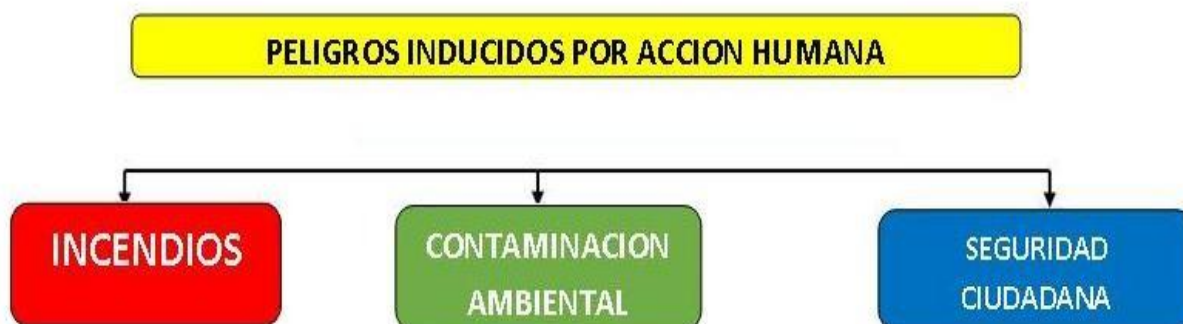 PELIGROS INDUCIDOS POR ACCION HUMANA
INCENDIOS
CONTAMINACION
AMBIENTAL
SEGURIDAD
CIUDADANA